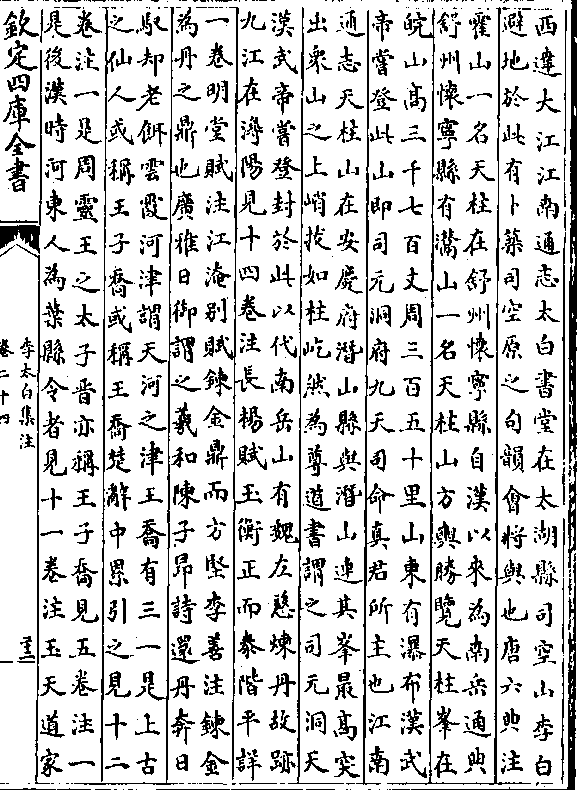 西達大江江南通志太白書堂在太湖縣司空山李白
避地於此有卜築司空原之句韻會將與也唐六典注
霍山一名天柱在舒州懷寧縣自漢以來為南岳通典
舒州懷寧縣有灊山一名天柱山方輿勝覽天柱峯在
皖山高三千七百丈周三百五十里山東有瀑布漢武
帝嘗登此山即司元洞府九天司命真君所主也江南
通志天柱山在安慶府潛山縣與潛山連其峯最高突
出衆山之上峭拔如柱屹然為尊道書謂之司元洞天
漢武帝嘗登封於此以代南岳山有魏左慈煉丹故跡
九江在潯陽見十四卷注長楊賦玉衡正而泰階平詳
一卷明堂賦注江淹別賦鍊金鼎而方堅李善注鍊金
為丹之鼎也廣雅日御謂之羲和陳子昻詩還丹奔日
馭却老餌雲霞河津謂天河之津王喬有三一是上古
之仙人或稱王子喬或稱王喬楚辭中累引之見十二
卷注一是周靈王之太子晉亦稱王子喬見五卷注一
是後漢時河東人為葉縣令者見十一卷注玉天道家
欽定四庫全書
李太白集注
卷二十四